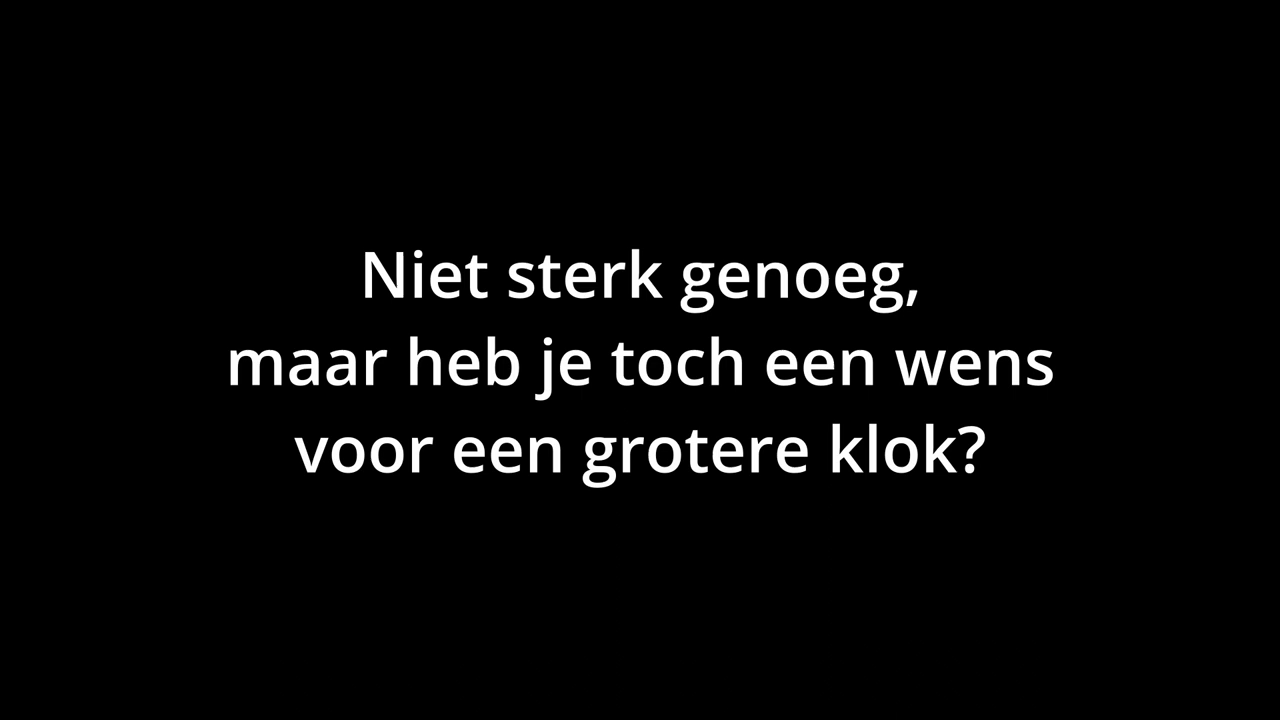 Niet sterk genoeg,
maar heb je toch een wens
voor een grotere klok?